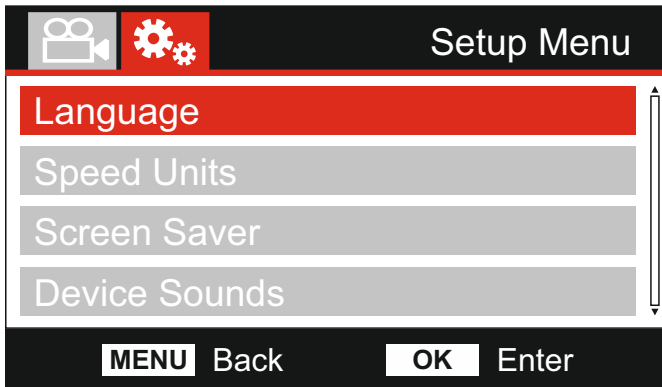 Setup Menu
Language
Speed Units
Screen Saver
Device Sounds
MENU Back OK Enter